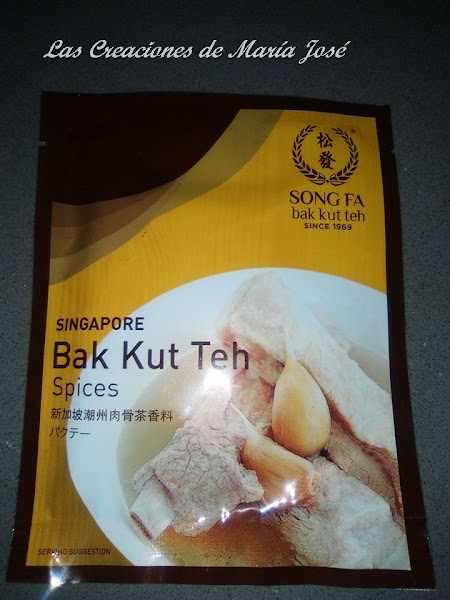 Las Creaciones de María José
松
發
SONG FA
bak kut teh
SINCE 1969
SINGAPORE
Bak Kut Teh
Spices
新加坡潮州肉骨茶香料
バクテー
SERVING SUGGESTION